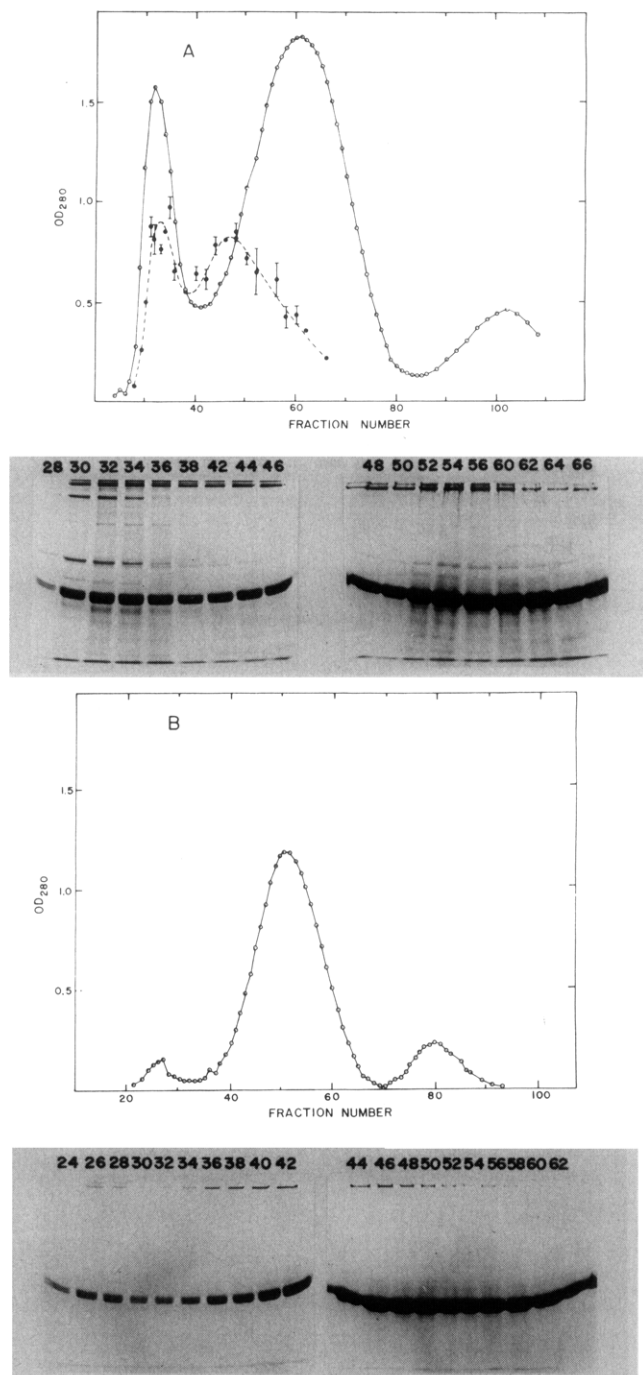 A
1.5
1.0
0.5
OD280
40 60 80 100
FRACTION NUMBER
28 30 32 34 36 38 42 44 46
48 50 52 54 56 60 62 64 66
B
1.5
1.0
0.5
OD280
20 40 60 80 100
FRACTION NUMBER
24 26 28 30 32 34 36 38 40 42
44 46 48 50 52 54 56 58 60 62